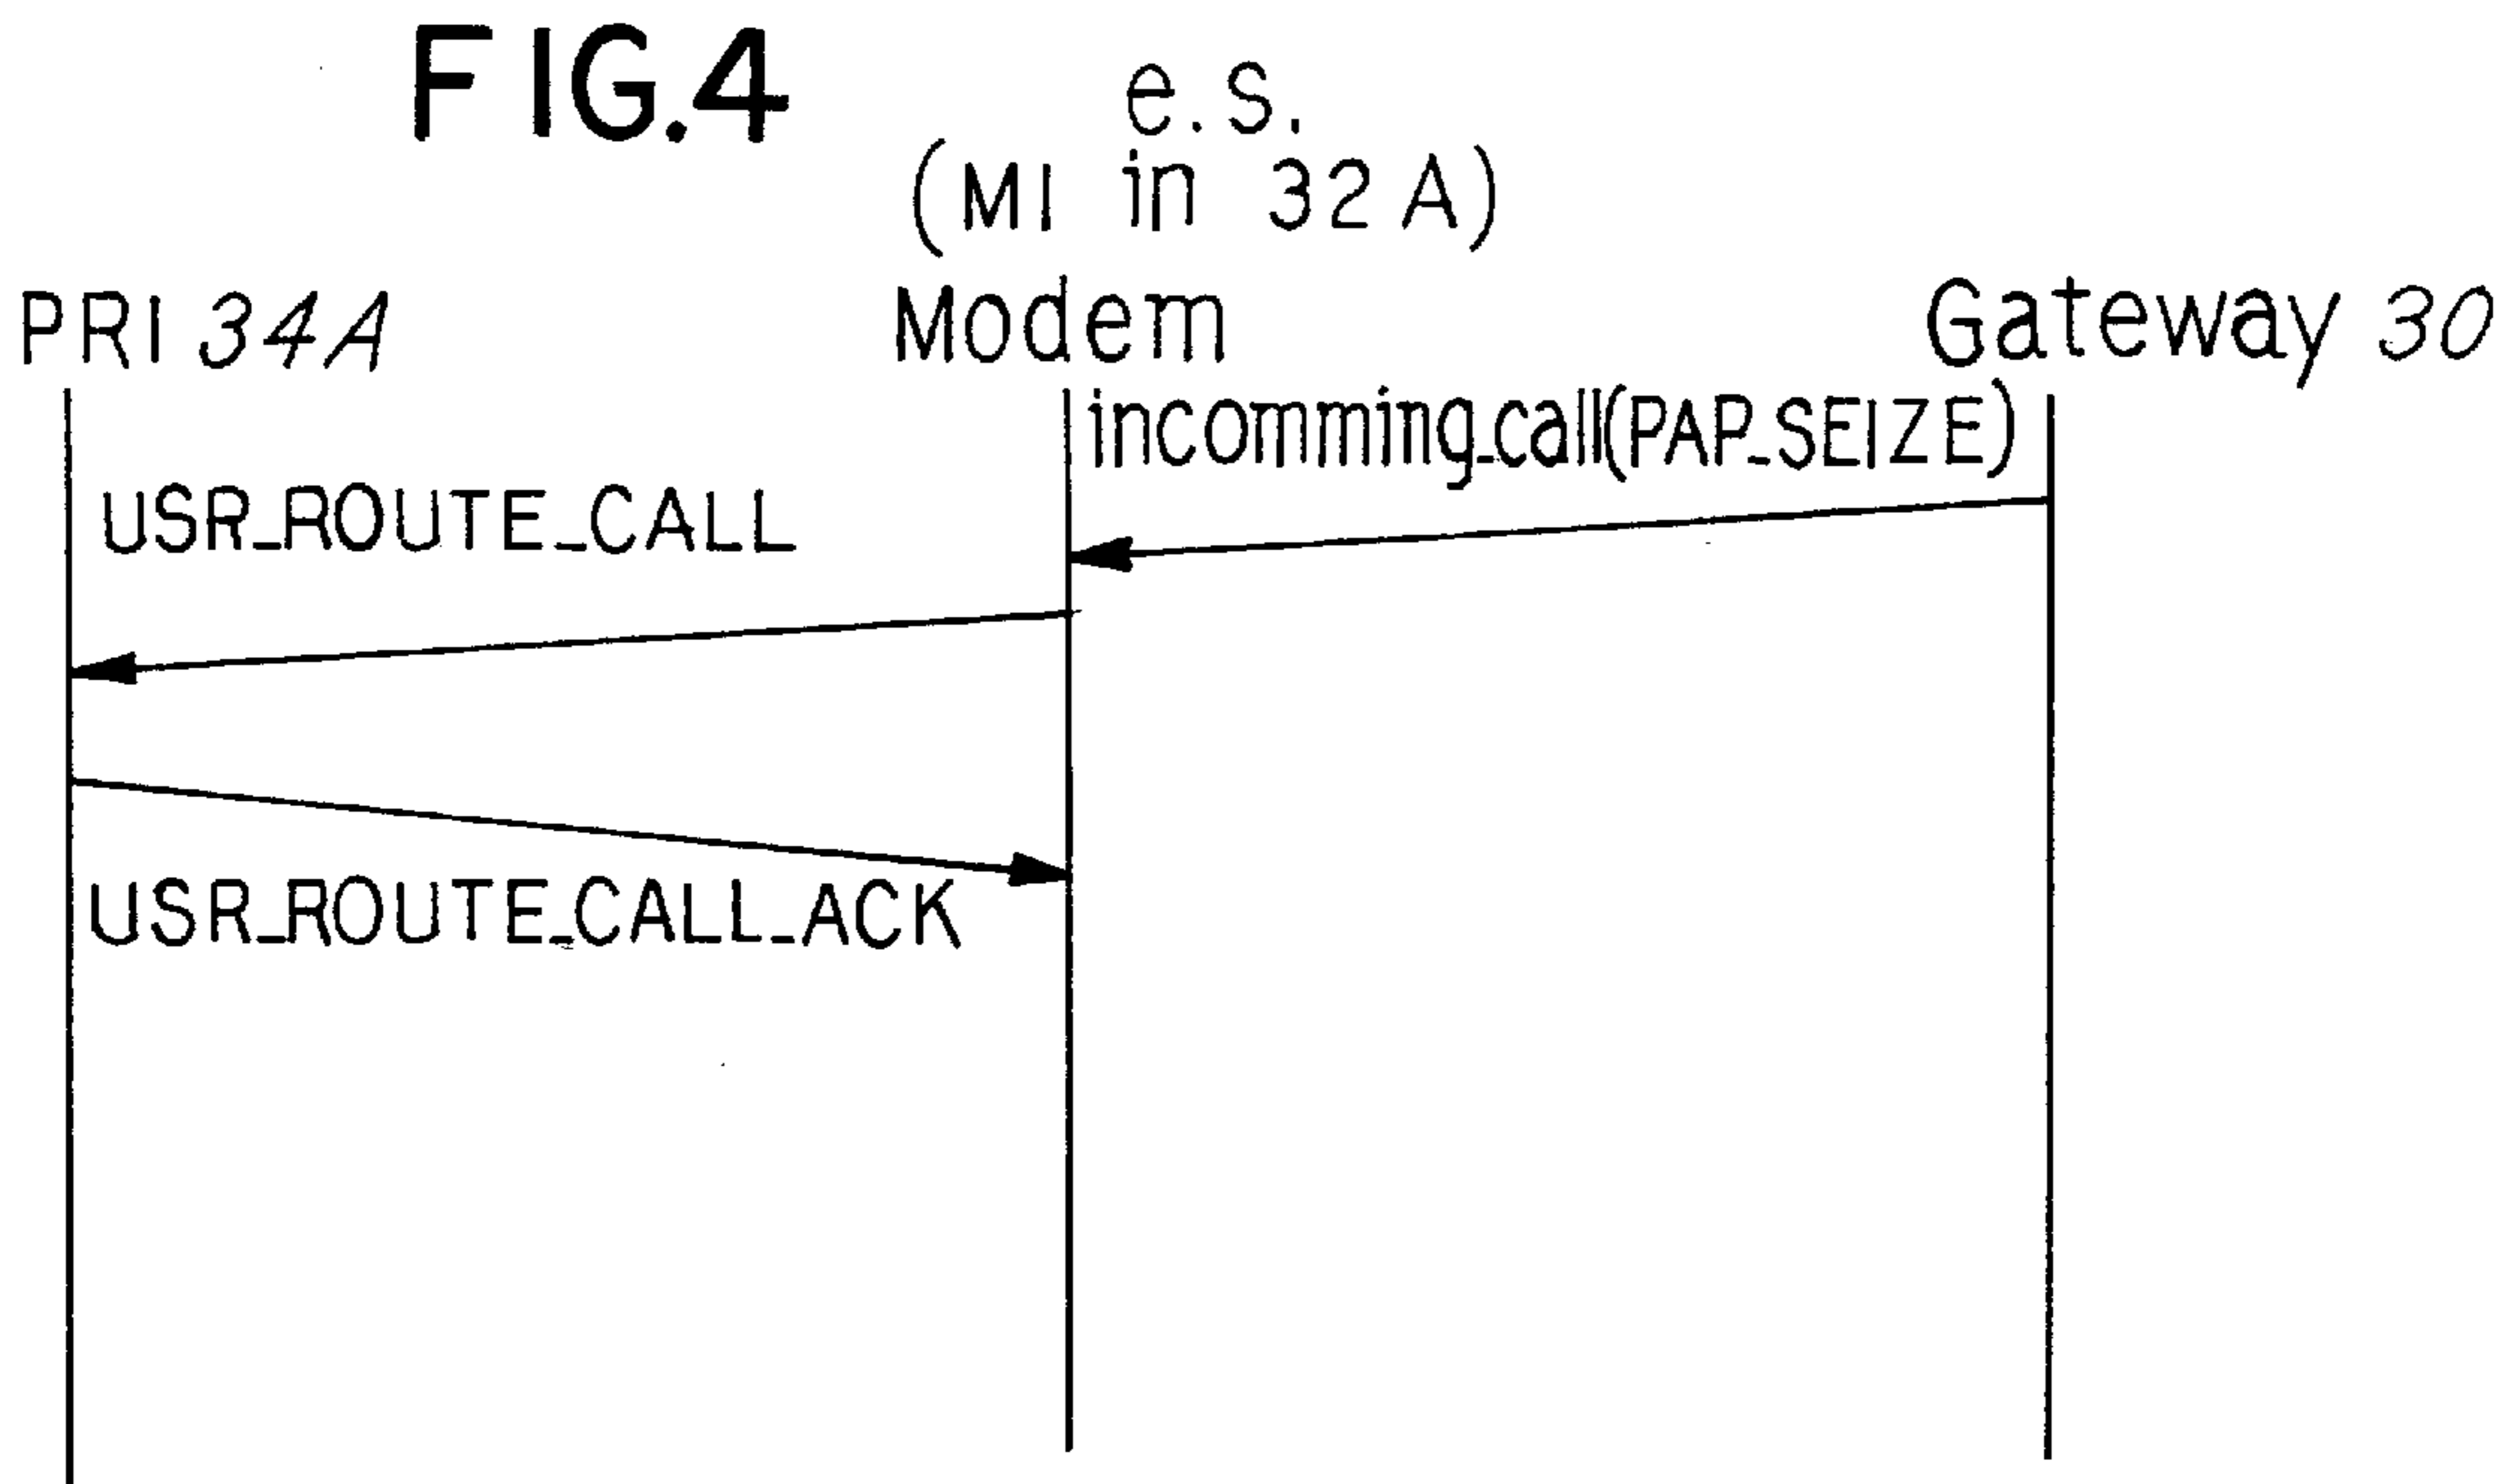 FIG.4
e.s.
(MI in 32A)
PRI 34A
Modem
Gateway 30
incomming_call(PAP_SEIZE)
USR_ROUTE_CALL
USR_ROUTE_CALL_ACK